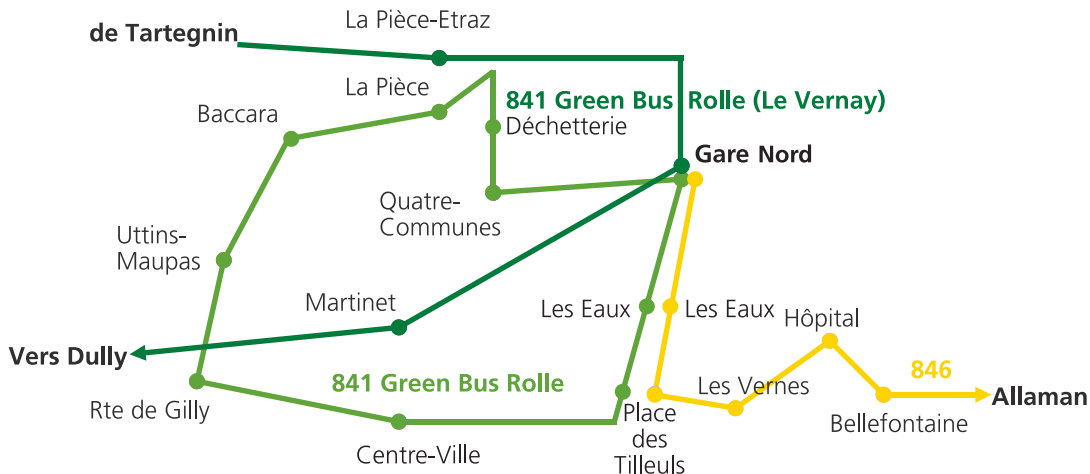 La Pièce-Etraz
de Tartegnin
La Pièce
841 Green Bus Rolle (Le Vernay)
Baccara
Déchetterie
Gare Nord
Quatre-
Communes
Uttins-
Maupas
Martinet
Les Eaux
Les Eaux
Hôpital
Vers Dully
841 Green Bus Rolle
846
Les Vernes
Allaman
Rte de Gilly
Place
des
Tilleuls
Bellefontaine
Centre-Ville